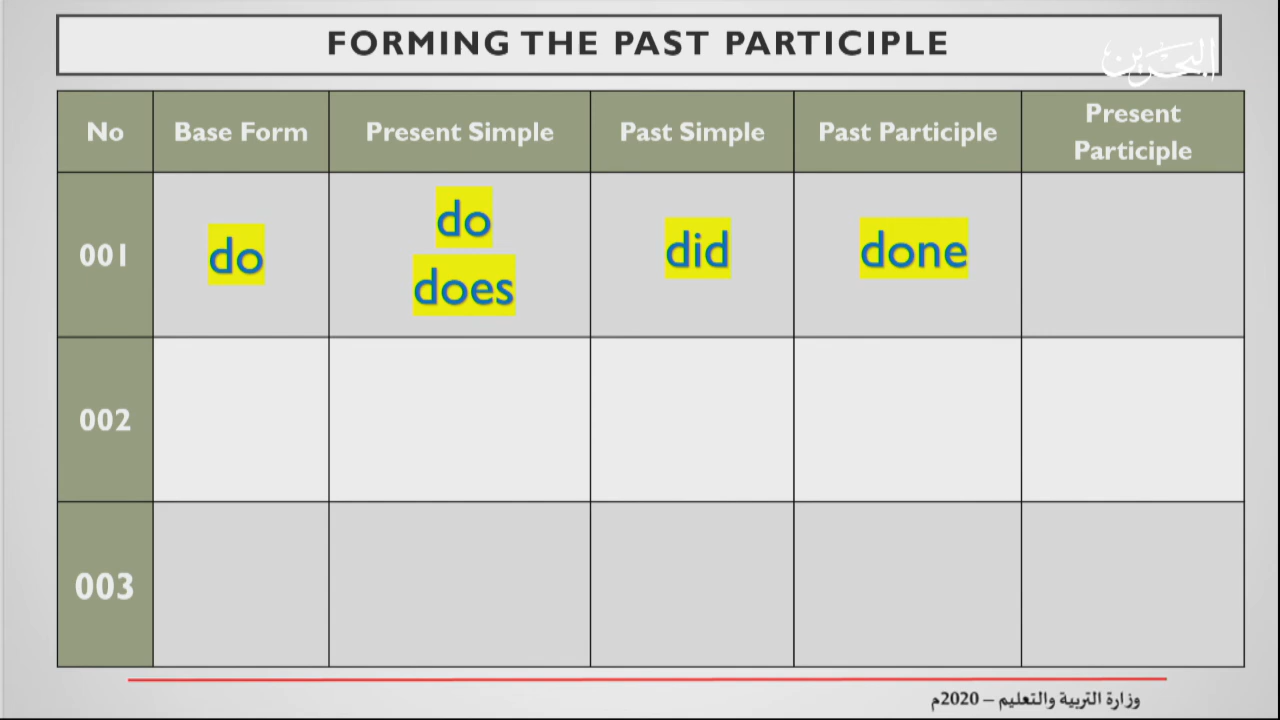 FORMING THE PAST PARTICIPLE
البحرين
No Base Form Present Simple Past Simple Past Participle Present Participle
001 do do does did done
002
003
وزارة التربية والتعليم – 2020م